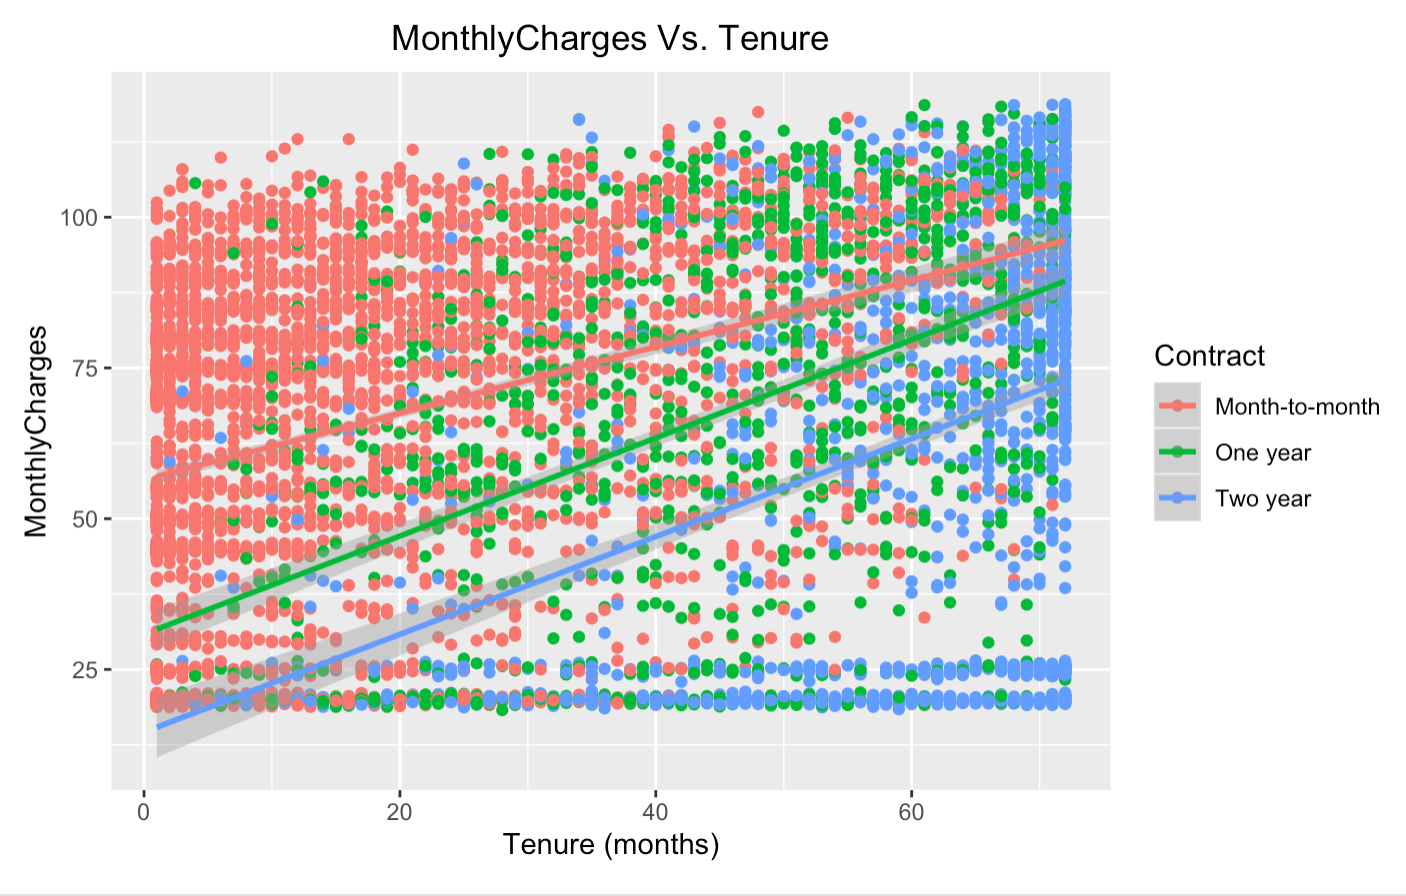 MonthlyCharges Vs. Tenure
100
75
50
25
MonthlyCharges
0 20 40 60
Tenure (months)
Contract
Month-to-month
One year
Two year